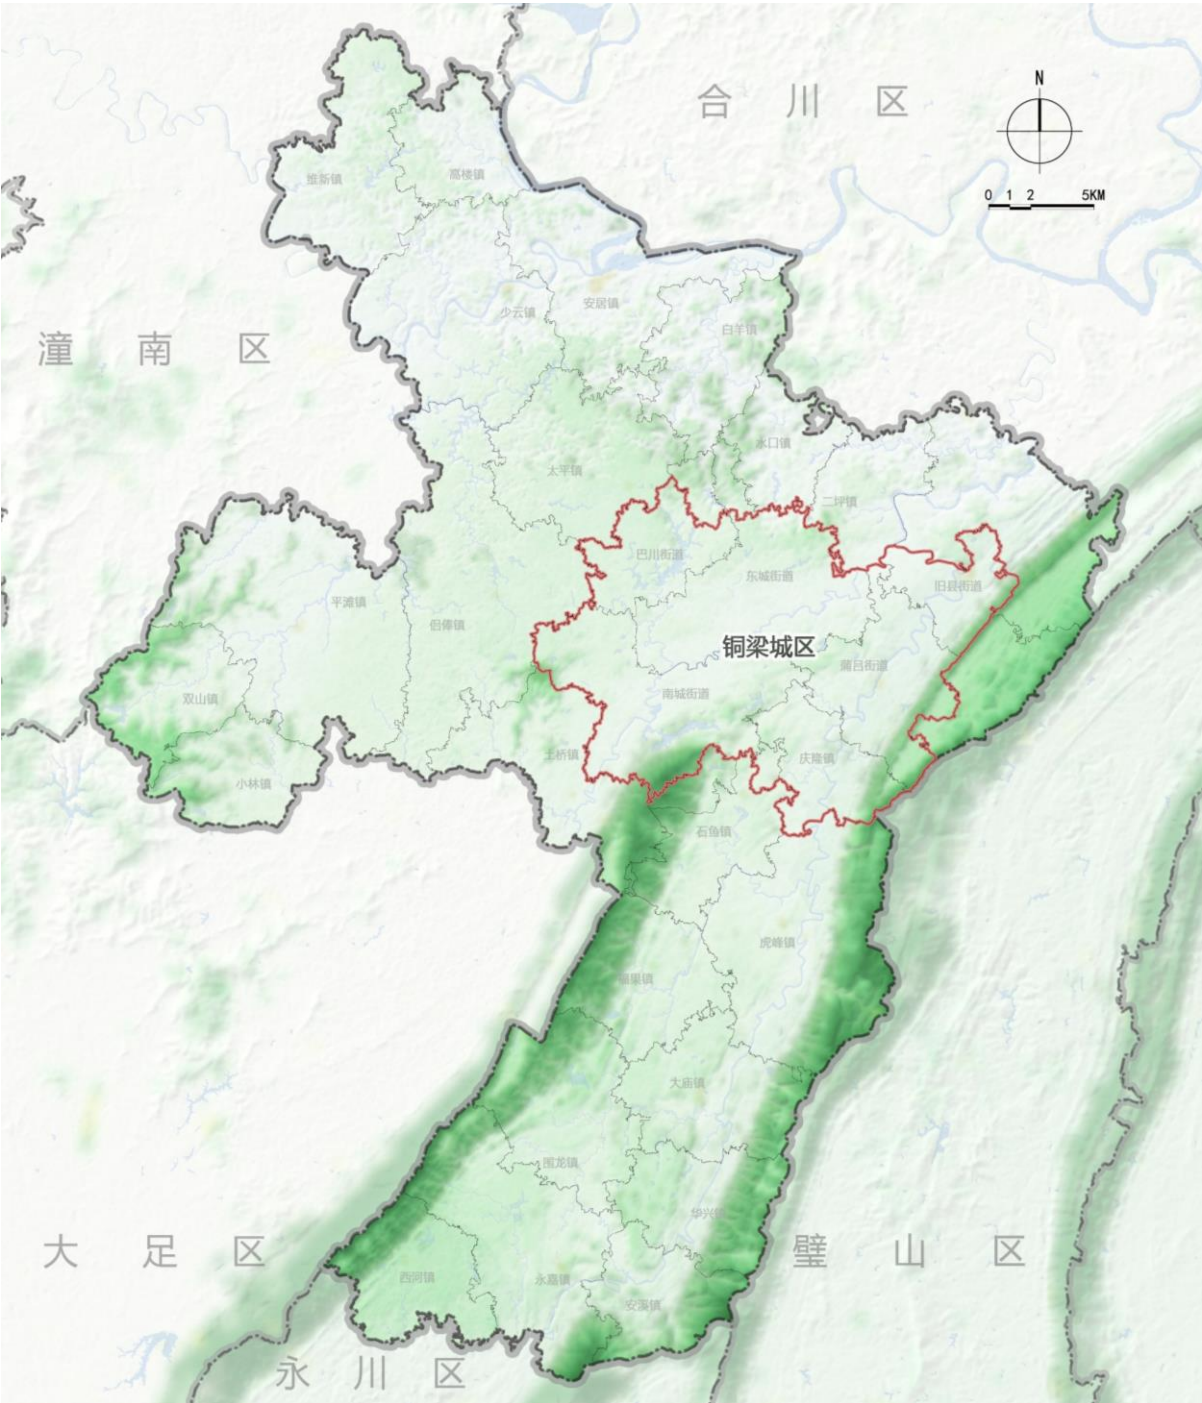 N
合川区
0 1 2 5KM
维新镇
高楼镇
少云镇
安居镇
白羊镇
潼南区
水口镇
太平镇
二坪镇
巴川街道
东城街道
旧县街道
平滩镇
侣俸镇
铜梁城区
蒲吕街道
双山镇
南城街道
土桥镇
庆隆镇
小林镇
石鱼镇
虎峰镇
福果镇
大庙镇
围龙镇
华兴镇
大足区
璧山区
西河镇
永嘉镇
安溪镇
永川区